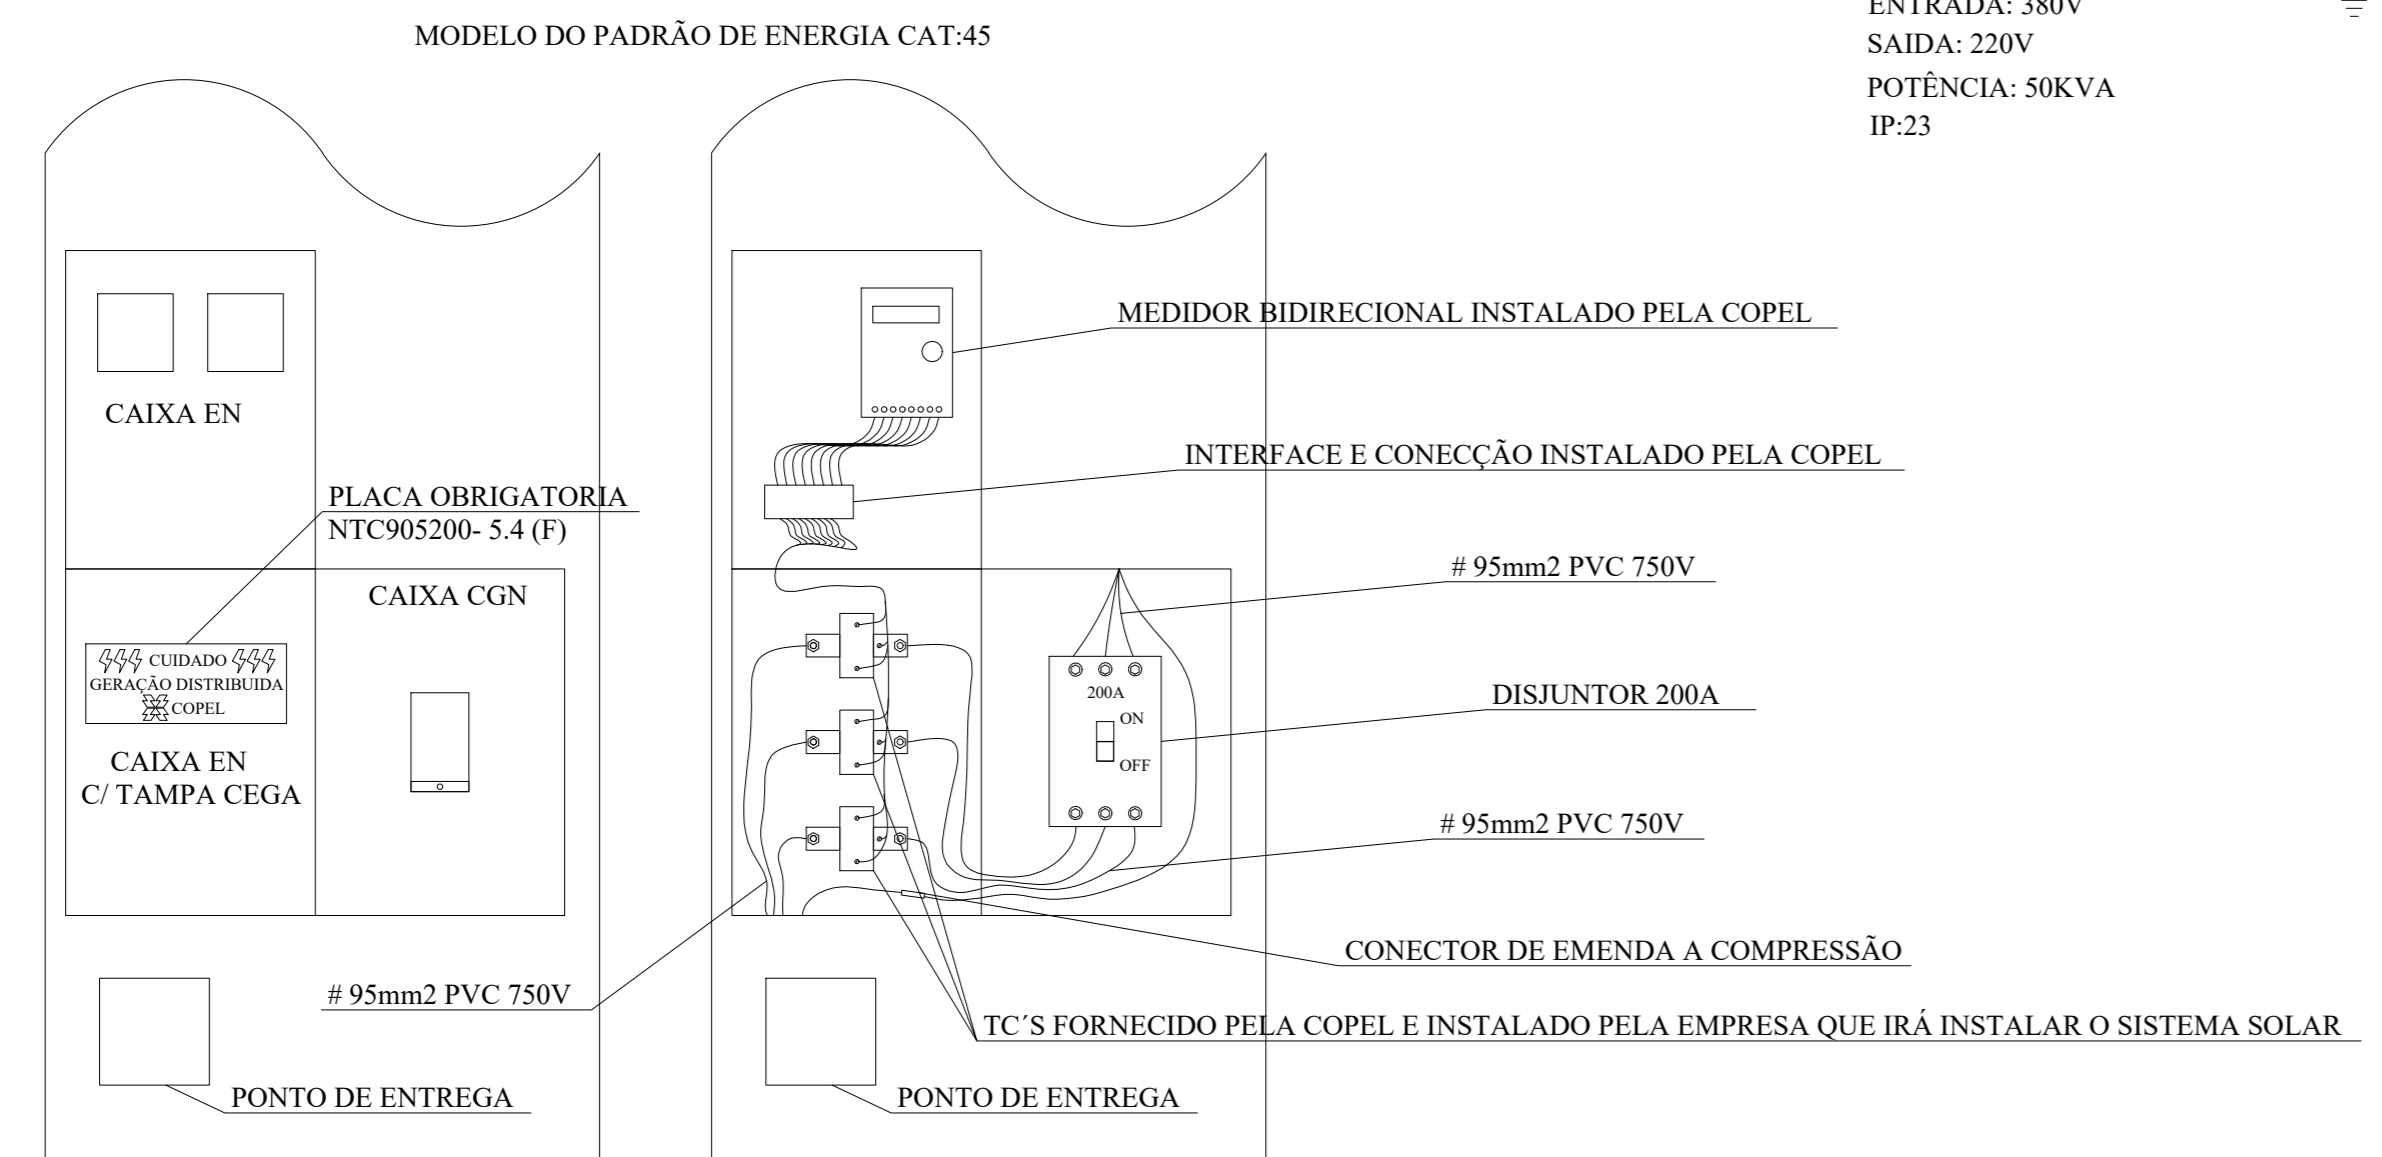 MODELO DO PADRÃO DE ENERGIA CAT:45
ENTRADA: 380V
SAIDA: 220V
POTÊNCIA: 50KVA
IP:23
CAIXA EN
PLACA OBRIGATORIA
NTC905200- 5.4 (F)
CAIXA CGN
CUIDADO
GERAÇÃO DISTRIBUIDA
COPEL
CAIXA EN
C/ TAMPA CEGA
# 95mm2 PVC 750V
PONTO DE ENTREGA
MEDIDOR BIDIRECIONAL INSTALADO PELA COPEL
INTERFACE E CONECÇÃO INSTALADO PELA COPEL
# 95mm2 PVC 750V
200A
ON
OFF
DISJUNTOR 200A
# 95mm2 PVC 750V
CONECTOR DE EMENDA A COMPRESSÃO
TC´S FORNECIDO PELA COPEL E INSTALADO PELA EMPRESA QUE IRÁ INSTALAR O SISTEMA SOLAR
PONTO DE ENTREGA